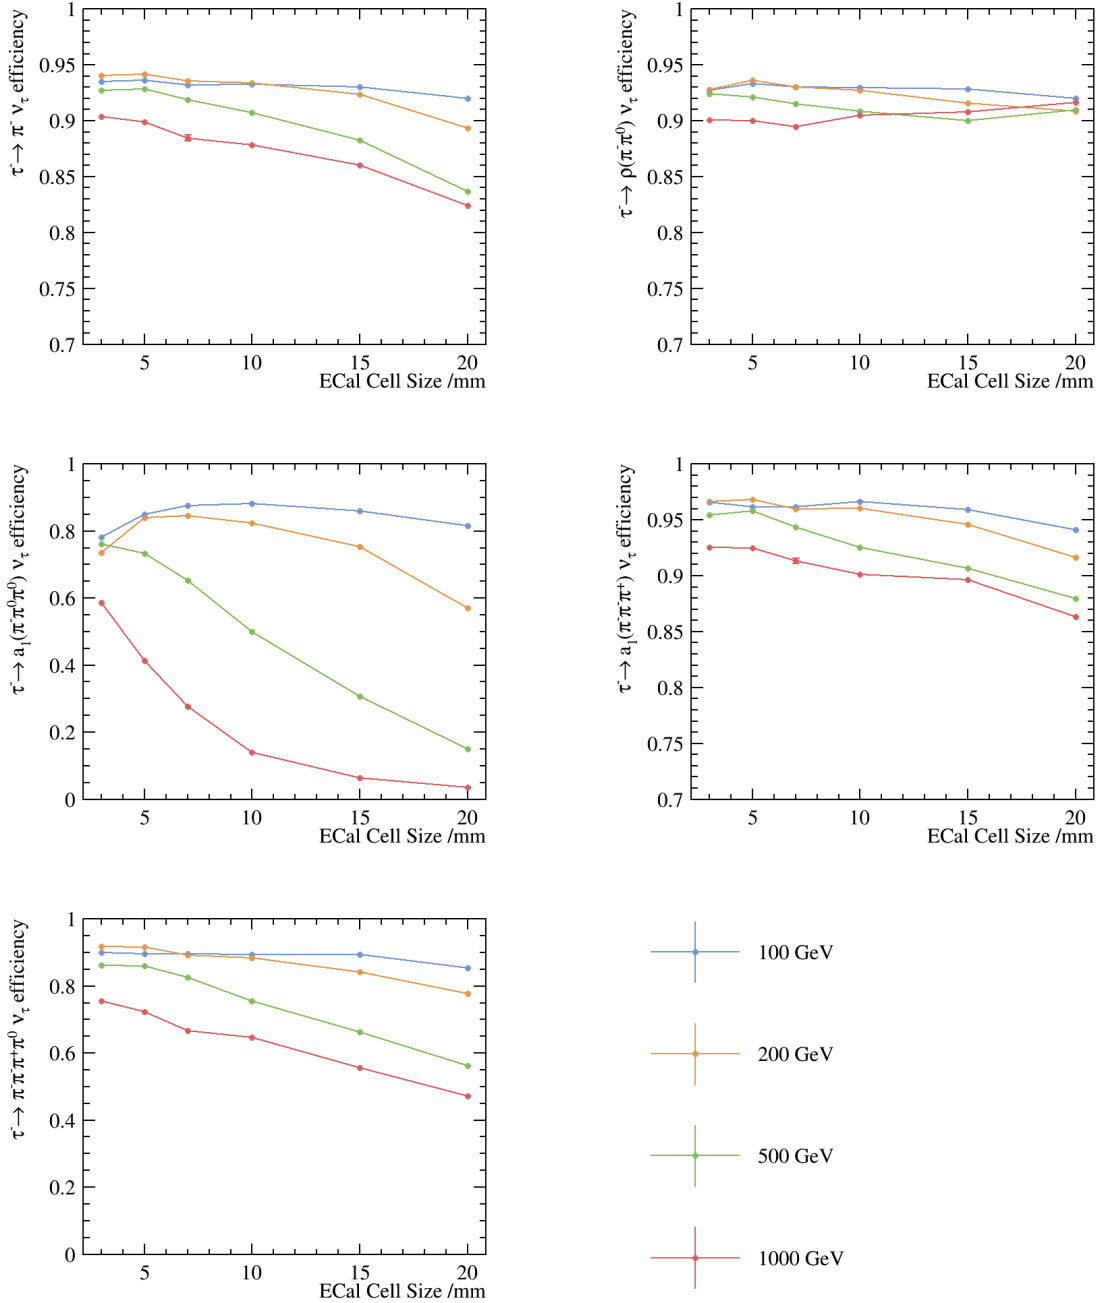 τ⁻→ π⁻ ν_τ efficiency
1
0.95
0.9
0.85
0.8
0.75
0.7
5 10 15 20
ECal Cell Size /mm
τ⁻→ ρ(π⁻π⁰) ν_τ efficiency
1
0.95
0.9
0.85
0.8
0.75
0.7
5 10 15 20
ECal Cell Size /mm
τ⁻→ a₁(π⁻π⁰π⁰) ν_τ efficiency
1
0.8
0.6
0.4
0.2
0
5 10 15 20
ECal Cell Size /mm
τ⁻→ a₁(π⁻π⁻π⁺) ν_τ efficiency
1
0.95
0.9
0.85
0.8
0.75
0.7
5 10 15 20
ECal Cell Size /mm
τ⁻→ π⁻π⁻π⁺π⁰ ν_τ efficiency
1
0.8
0.6
0.4
0.2
0
5 10 15 20
ECal Cell Size /mm
100 GeV
200 GeV
500 GeV
1000 GeV